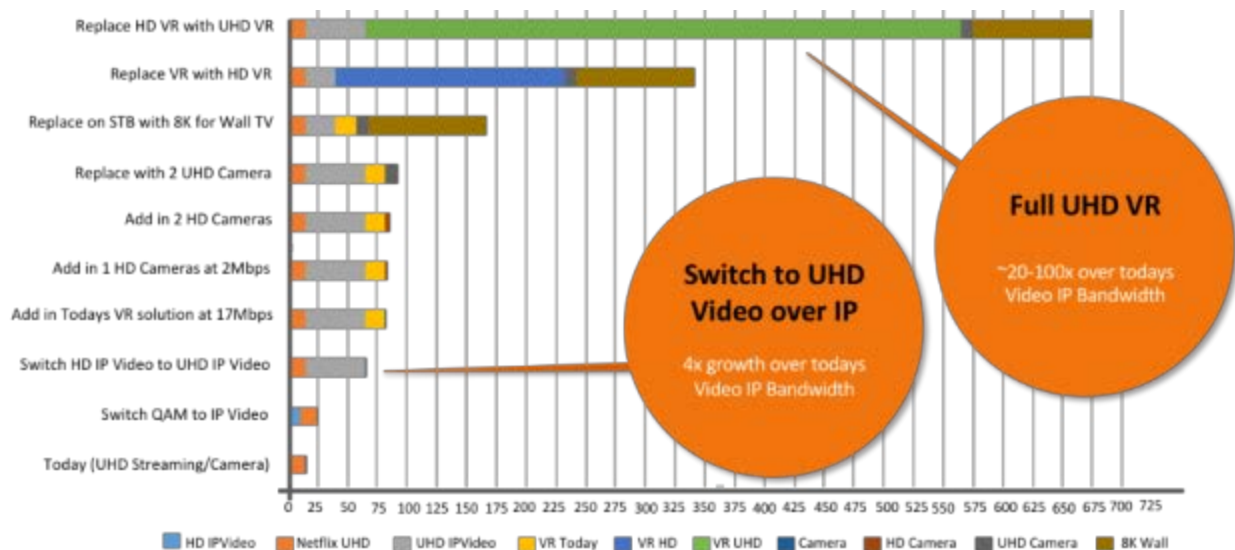 Replace HD VR with UHD VR
Replace VR with HD VR
Replace on STB with 8K for Wall TV
Replace with 2 UHD Camera
Add in 2 HD Cameras
Add in 1 HD Cameras at 2Mbps
Add in Todays VR solution at 17Mbps
Switch HD IP Video to UHD IP Video
Switch QAM to IP Video
Today (UHD Streaming/Camera)
Full UHD VR
~20-100x over todays
Video IP Bandwidth
Switch to UHD
Video over IP
4x growth over todays
Video IP Bandwidth
0 25 50 75 100 125 150 175 200 225 250 275 300 325 350 375 400 425 450 475 500 525 550 575 600 625 650 675 700 725
HD IPVideo Netflix UHD UHD IPVideo VR Today VR HD VR UHD Camera HD Camera UHD Camera 8K Wall